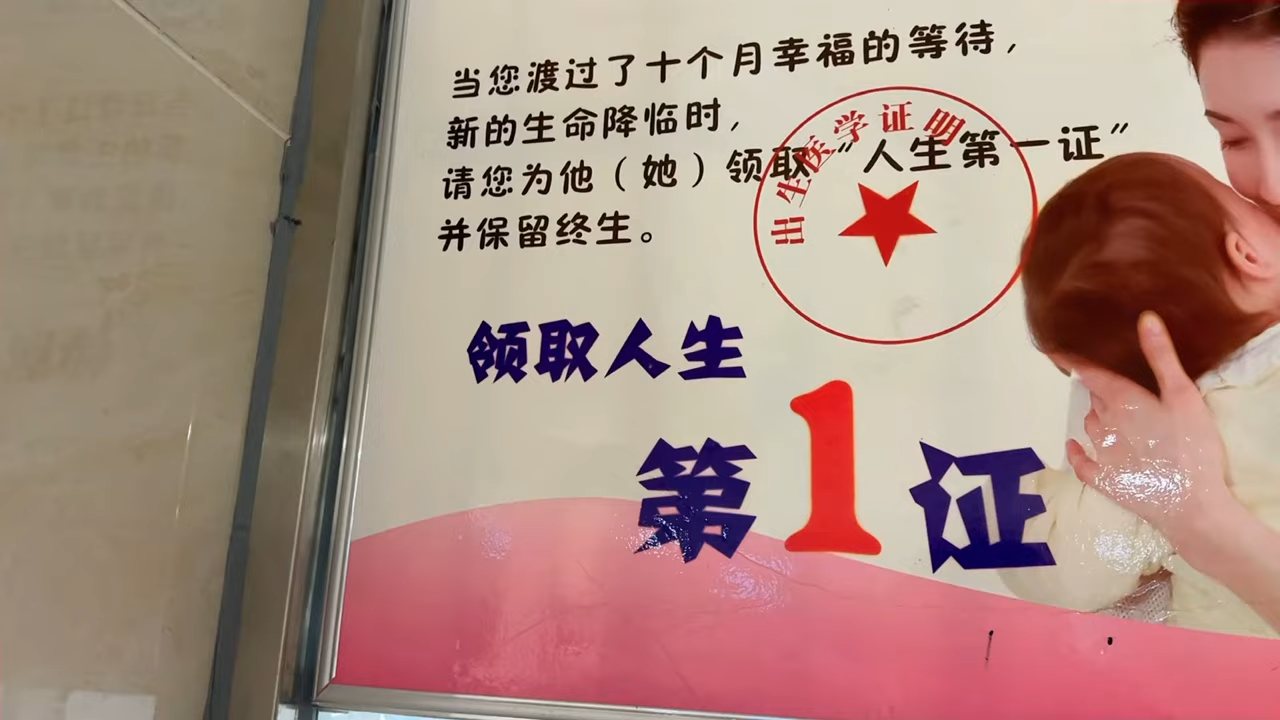 当您渡过了十个月幸福的等待，
新的生命降临时，
请您为他（她）领取“人生第一证”
并保留终生。
出生医学证明
领取人生
第1证